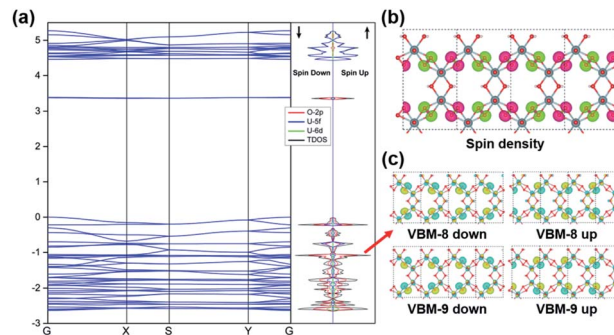 (a)
5
4
3
2
1
0
-1
-2
-3
G X S Y G
Spin Down Spin Up
O-2p
U-5f
U-6d
TDOS
(b)
Spin density
(c)
VBM-8 down VBM-8 up
VBM-9 down VBM-9 up